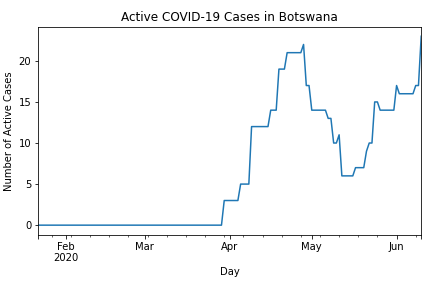 Active COVID-19 Cases in Botswana
Number of Active Cases
20
15
10
5
0
Feb Mar Apr May Jun
2020
Day